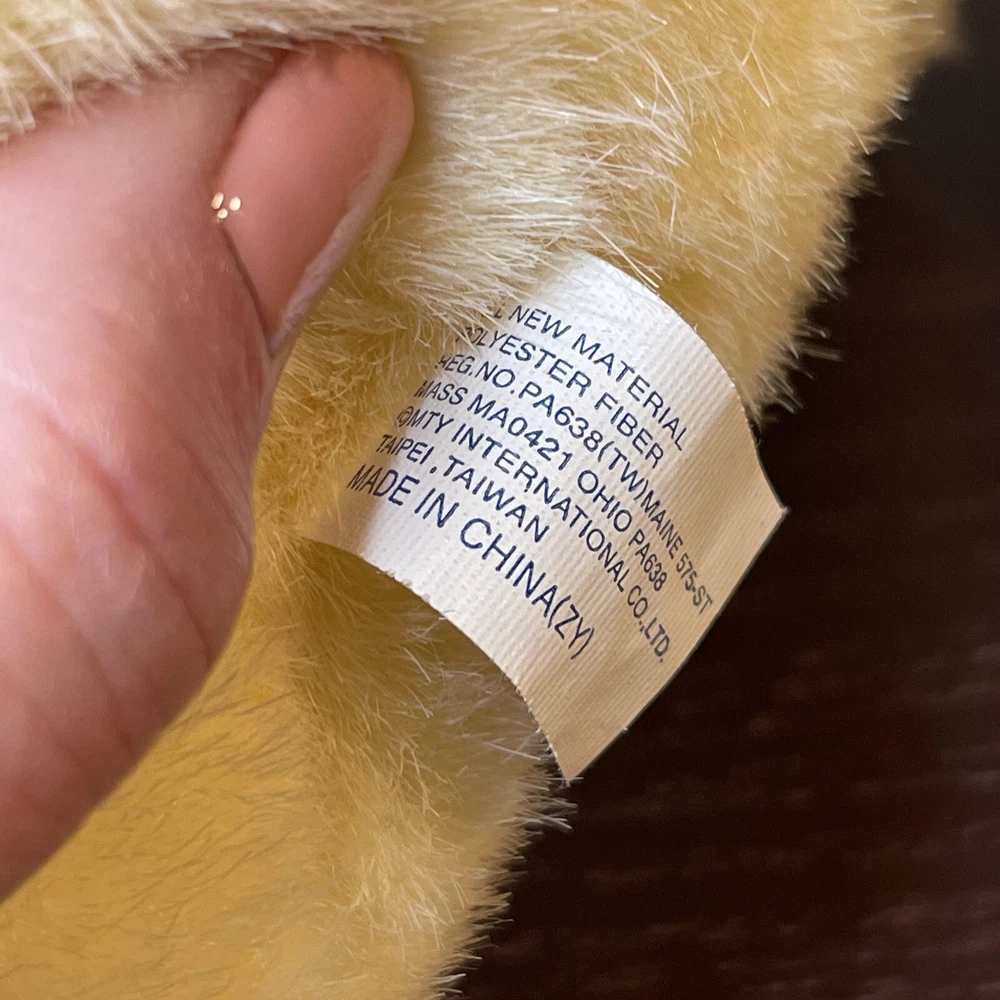 NEW MATERIAL
POLYESTER FIBER
REG.NO.PA638(TW)MAINE 575-ST
MASS MA0421 OHIO PA638
©MTY INTERNATIONAL CO.,LTD.
TAIPEI, TAIWAN
MADE IN CHINA(ZY)